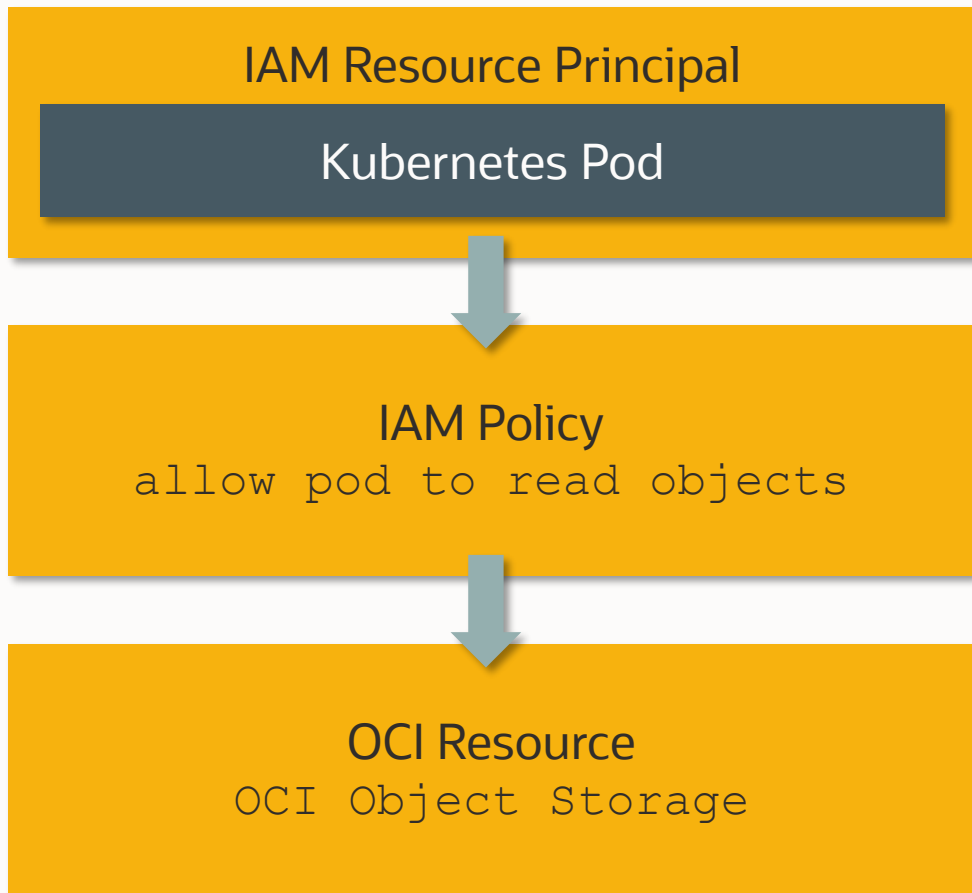 IAM Resource Principal
Kubernetes Pod
IAM Policy
allow pod to read objects
OCI Resource
OCI Object Storage